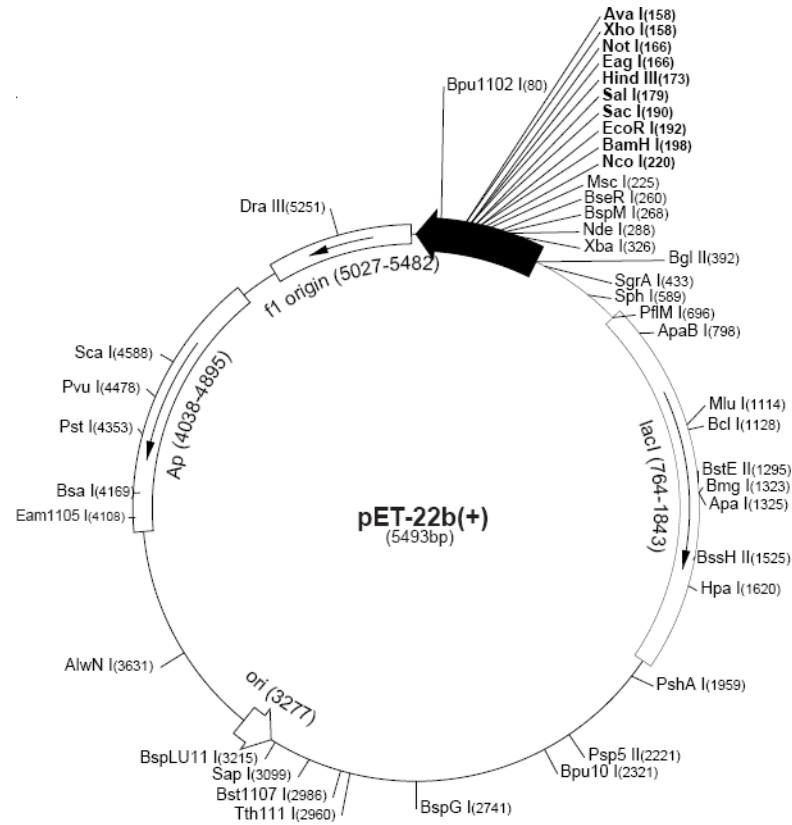 Ava I(158)
Xho I(158)
Not I(166)
Eag I(166)
Hind III(173)
Sal I(179)
Sac I(190)
EcoR I(192)
BamH I(198)
Nco I(220)
Msc I(225)
BseR I(260)
BspM I(268)
Nde I(288)
Xba I(326)
Bgl II(392)
SgrA I(433)
Sph I(589)
PflM I(696)
ApaB I(798)
Mlu I(1114)
Bcl I(1128)
BstE II(1295)
Bmg I(1323)
Apa I(1325)
BssH II(1525)
Hpa I(1620)
PshA I(1959)
Psp5 II(2221)
Bpu10 I(2321)
BspG I(2741)
Tth111 I(2960)
Bst1107 I(2986)
Sap I(3099)
BspLU11 I(3215)
AlwN I(3631)
Eam1105 I(4108)
Bsa I(4169)
Pst I(4353)
Pvu I(4478)
Sca I(4588)
Dra III(5251)
Bpu1102 I(80)
f1 origin (5027-5482)
Ap (4038-4895)
lacI (764-1843)
ori (3277)
pET-22b(+)
(5493bp)